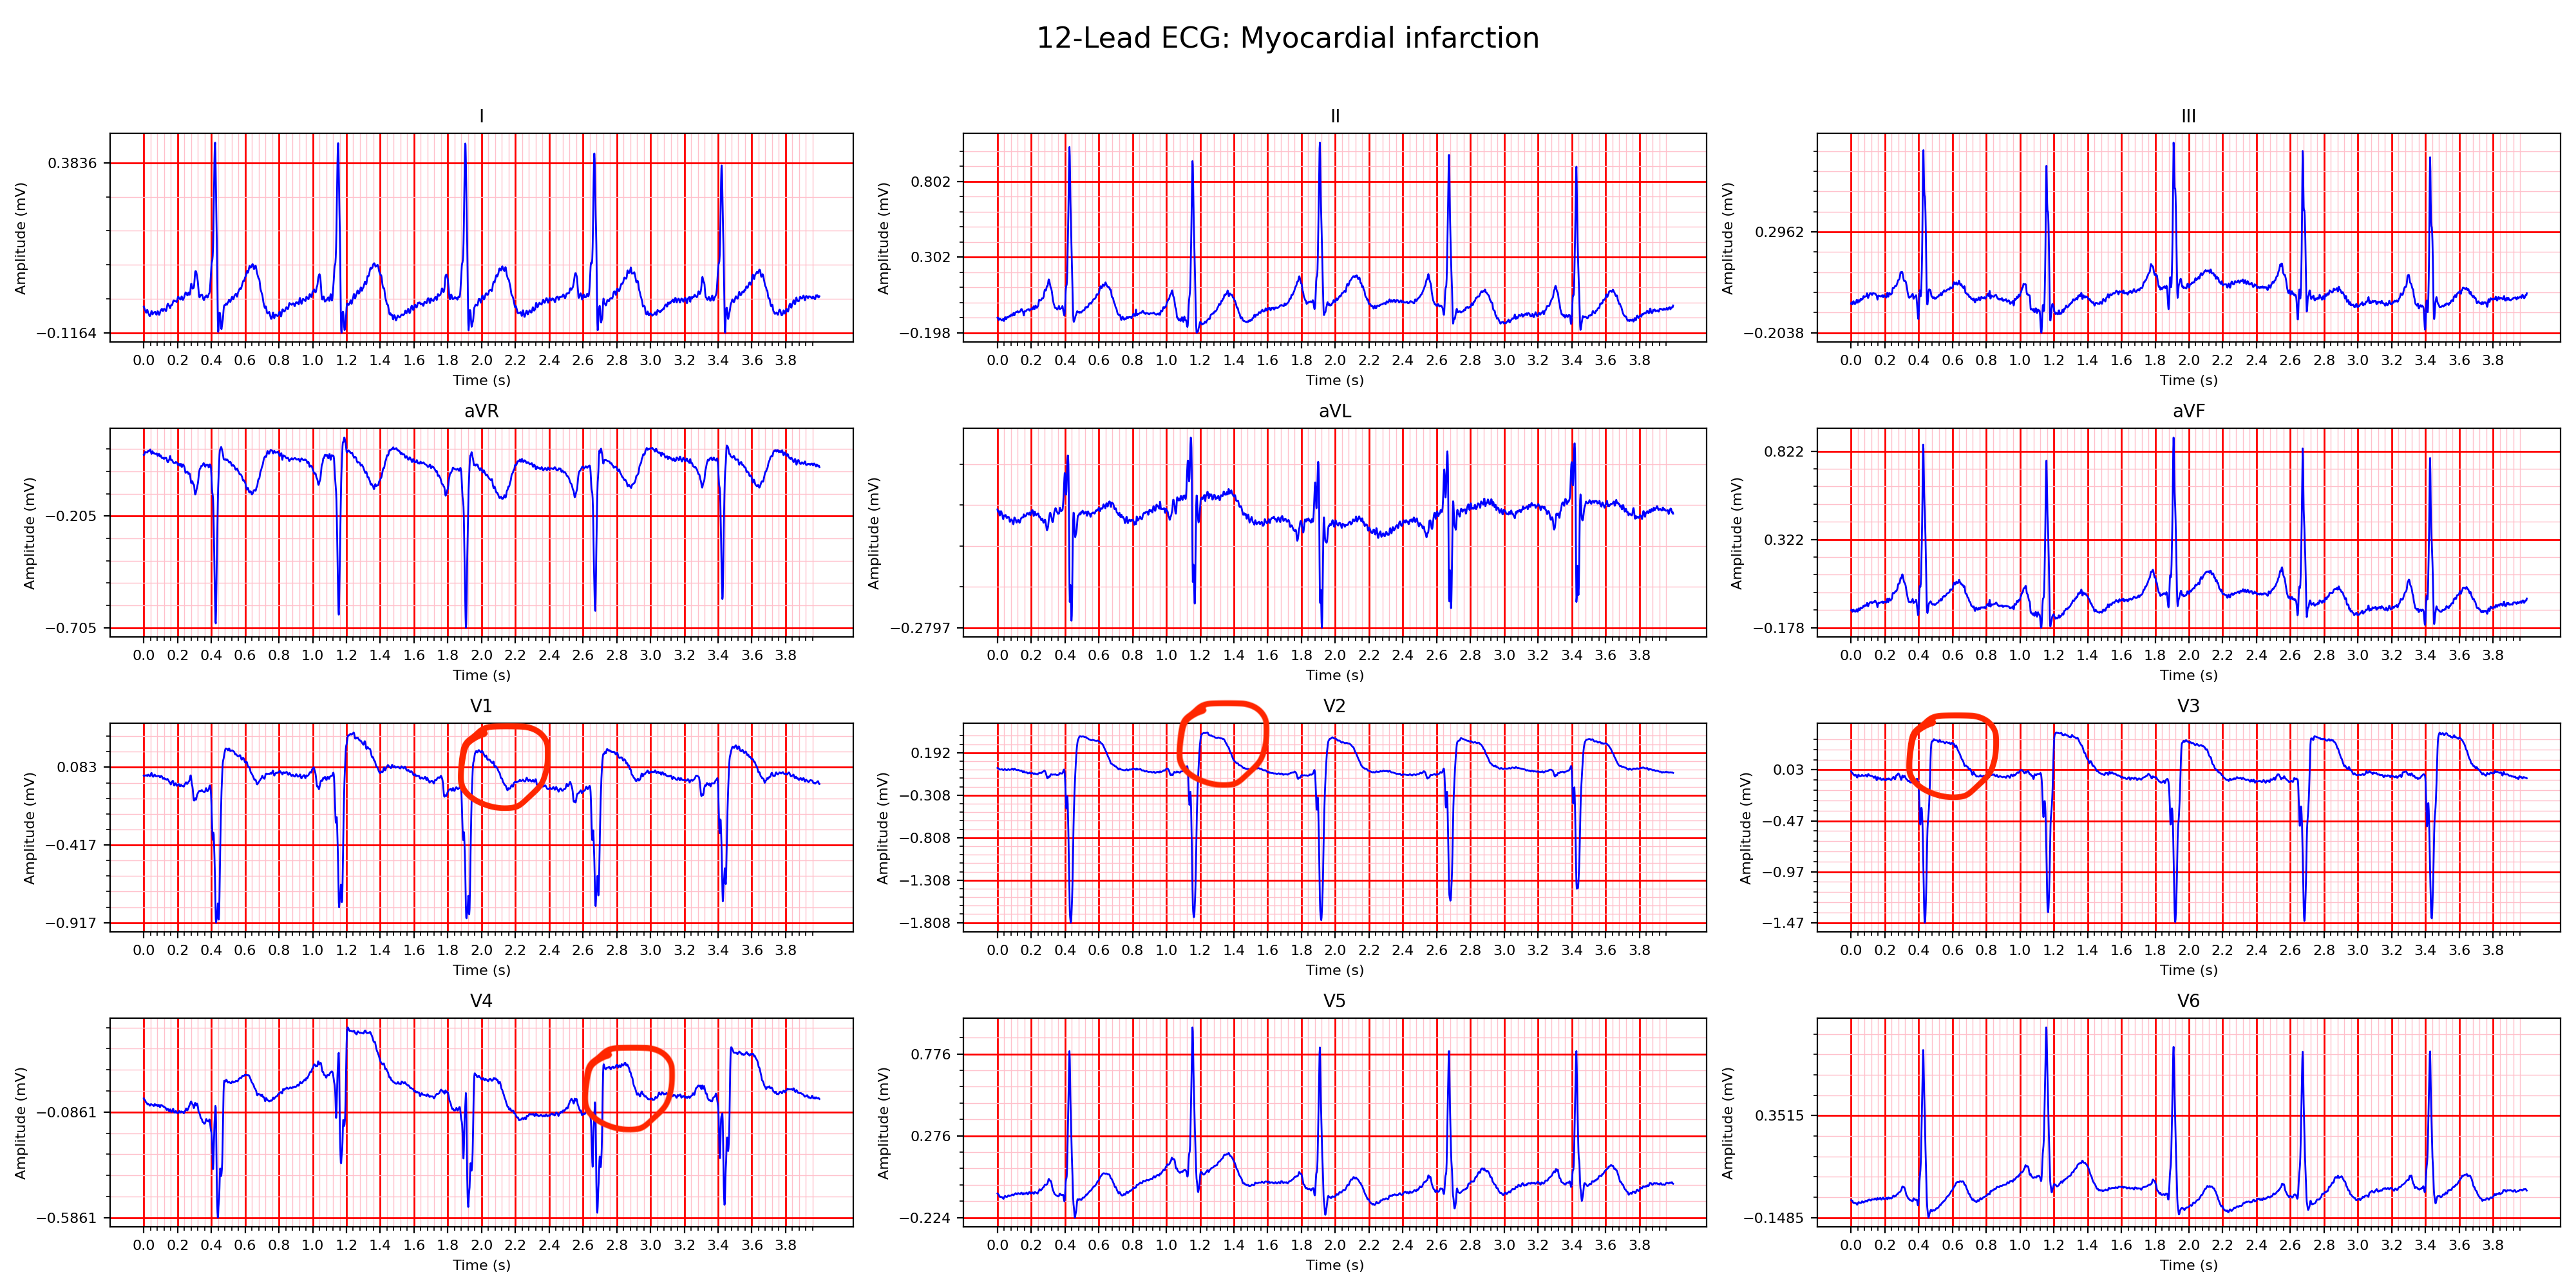 12-Lead ECG: Myocardial infarction
I
II
III
0.3836
−0.1164
Amplitude (mV)
0.0 0.2 0.4 0.6 0.8 1.0 1.2 1.4 1.6 1.8 2.0 2.2 2.4 2.6 2.8 3.0 3.2 3.4 3.6 3.8
Time (s)
0.802
0.302
−0.198
Amplitude (mV)
0.0 0.2 0.4 0.6 0.8 1.0 1.2 1.4 1.6 1.8 2.0 2.2 2.4 2.6 2.8 3.0 3.2 3.4 3.6 3.8
Time (s)
0.2962
−0.2038
Amplitude (mV)
0.0 0.2 0.4 0.6 0.8 1.0 1.2 1.4 1.6 1.8 2.0 2.2 2.4 2.6 2.8 3.0 3.2 3.4 3.6 3.8
Time (s)
aVR
aVL
aVF
−0.205
−0.705
Amplitude (mV)
0.0 0.2 0.4 0.6 0.8 1.0 1.2 1.4 1.6 1.8 2.0 2.2 2.4 2.6 2.8 3.0 3.2 3.4 3.6 3.8
Time (s)
−0.2797
Amplitude (mV)
0.0 0.2 0.4 0.6 0.8 1.0 1.2 1.4 1.6 1.8 2.0 2.2 2.4 2.6 2.8 3.0 3.2 3.4 3.6 3.8
Time (s)
0.822
0.322
−0.178
Amplitude (mV)
0.0 0.2 0.4 0.6 0.8 1.0 1.2 1.4 1.6 1.8 2.0 2.2 2.4 2.6 2.8 3.0 3.2 3.4 3.6 3.8
Time (s)
V1
V2
V3
0.083
−0.417
−0.917
Amplitude (mV)
0.0 0.2 0.4 0.6 0.8 1.0 1.2 1.4 1.6 1.8 2.0 2.2 2.4 2.6 2.8 3.0 3.2 3.4 3.6 3.8
Time (s)
0.192
−0.308
−0.808
−1.308
−1.808
Amplitude (mV)
0.0 0.2 0.4 0.6 0.8 1.0 1.2 1.4 1.6 1.8 2.0 2.2 2.4 2.6 2.8 3.0 3.2 3.4 3.6 3.8
Time (s)
0.03
−0.47
−0.97
−1.47
Amplitude (mV)
0.0 0.2 0.4 0.6 0.8 1.0 1.2 1.4 1.6 1.8 2.0 2.2 2.4 2.6 2.8 3.0 3.2 3.4 3.6 3.8
Time (s)
V4
V5
V6
−0.0861
−0.5861
Amplitude (mV)
0.0 0.2 0.4 0.6 0.8 1.0 1.2 1.4 1.6 1.8 2.0 2.2 2.4 2.6 2.8 3.0 3.2 3.4 3.6 3.8
Time (s)
0.776
0.276
−0.224
Amplitude (mV)
0.0 0.2 0.4 0.6 0.8 1.0 1.2 1.4 1.6 1.8 2.0 2.2 2.4 2.6 2.8 3.0 3.2 3.4 3.6 3.8
Time (s)
0.3515
−0.1485
Amplitude (mV)
0.0 0.2 0.4 0.6 0.8 1.0 1.2 1.4 1.6 1.8 2.0 2.2 2.4 2.6 2.8 3.0 3.2 3.4 3.6 3.8
Time (s)